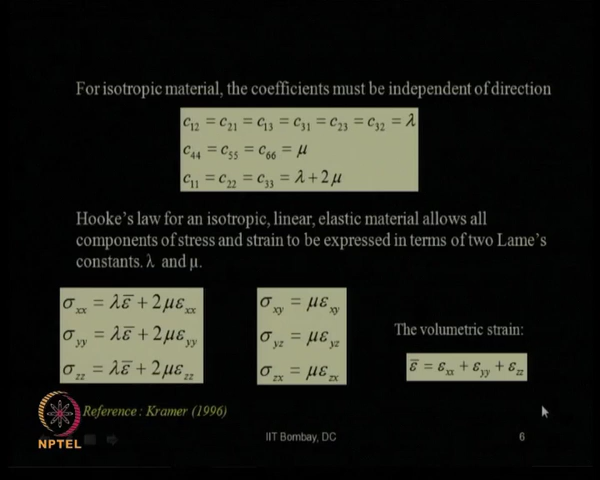 For isotropic material, the coefficients must be independent of direction
c₁₂ = c₂₁ = c₁₃ = c₃₁ = c₂₃ = c₃₂ = λ
c₄₄ = c₅₅ = c₆₆ = μ
c₁₁ = c₂₂ = c₃₃ = λ + 2μ
Hooke's law for an isotropic, linear, elastic material allows all
components of stress and strain to be expressed in terms of two Lame's
constants. λ and μ.
σxx = λε̅ + 2μεxx
σyy = λε̅ + 2μεyy
σzz = λε̅ + 2μεzz
σxy = μεxy
σyz = μεyz
σzx = μεzx
The volumetric strain:
ε̅ = εxx + εyy + εzz
Reference : Kramer (1996)
NPTEL
IIT Bombay, DC
6